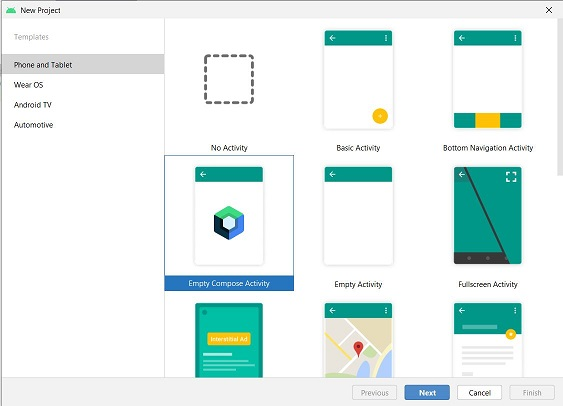 New Project
Templates
Phone and Tablet
Wear OS
Android TV
Automotive
No Activity
Basic Activity
Bottom Navigation Activity
Empty Compose Activity
Empty Activity
Fullscreen Activity
Interstitial Ad
Previous
Next
Cancel
Finish